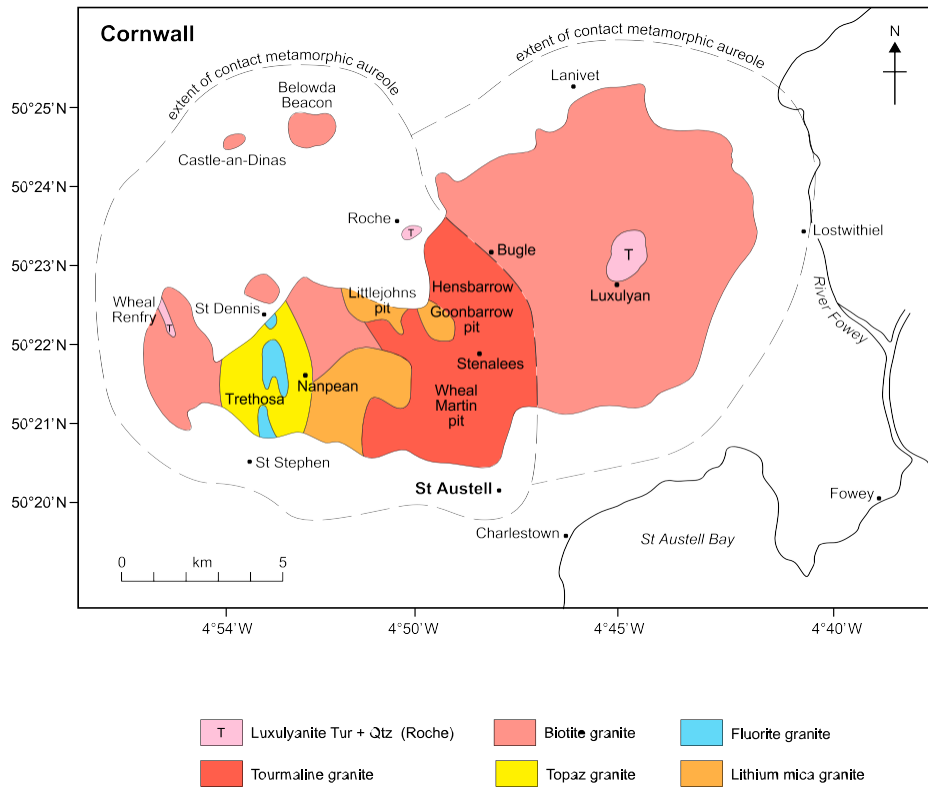 Cornwall
N
extent of contact metamorphic aureole
extent of contact metamorphic aureole
Lanivet
Belowda
Beacon
50°25'N
Castle-an-Dinas
50°24'N
Roche
T
Lostwithiel
Bugle
T
50°23'N
Hensbarrow
Luxulyan
Wheal
Renfry
T
St Dennis
Littlejohns
pit
Goonbarrow
pit
River Fowey
50°22'N
Stenalees
Nanpean
Trethosa
Wheal
Martin
pit
50°21'N
St Stephen
50°20'N
St Austell
Fowey
Charlestown
St Austell Bay
0 km 5
4°54'W 4°50'W 4°45'W 4°40'W
T Luxulyanite Tur + Qtz (Roche)
Biotite granite
Fluorite granite
Tourmaline granite
Topaz granite
Lithium mica granite